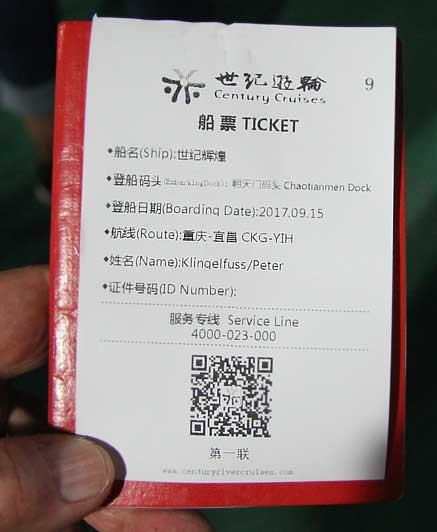 世纪游轮
9
Century Cruises
船票 TICKET
◆船名(Ship):世纪辉煌
◆登船码头(EmbarkingDock): 朝天门码头 Chaotianmen Dock
◆登船日期(Boarding Date):2017.09.15
◆航线(Route):重庆-宜昌 CKG-YIH
◆姓名(Name):Klingelfuss/Peter
◆证件号码(ID Number):
服务专线 Service Line
4000-023-000
第一联
www.centuryrivercruises.com